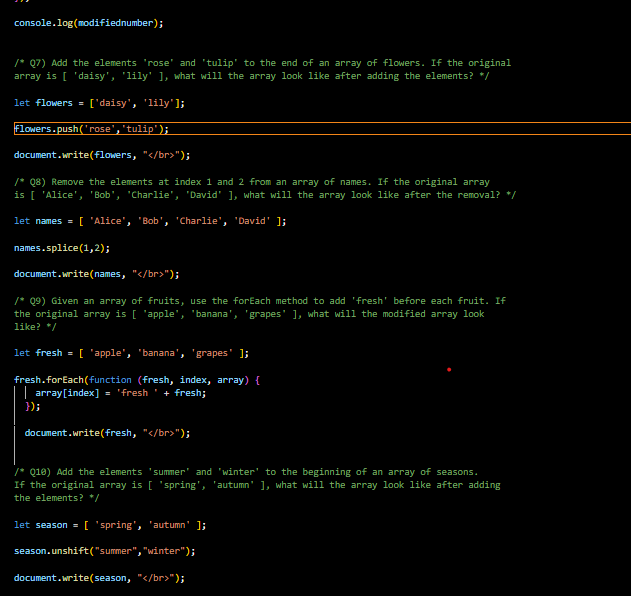 console.log(modifiednumber);
/* Q7) Add the elements 'rose' and 'tulip' to the end of an array of flowers. If the original
array is [ 'daisy', 'lily' ], what will the array look like after adding the elements? */
let flowers = ['daisy', 'lily'];
flowers.push('rose','tulip');
document.write(flowers, "</br>");
/* Q8) Remove the elements at index 1 and 2 from an array of names. If the original array
is [ 'Alice', 'Bob', 'Charlie', 'David' ], what will the array look like after the removal? */
let names = [ 'Alice', 'Bob', 'Charlie', 'David' ];
names.splice(1,2);
document.write(names, "</br>");
/* Q9) Given an array of fruits, use the forEach method to add 'fresh' before each fruit. If
the original array is [ 'apple', 'banana', 'grapes' ], what will the modified array look
like? */
let fresh = [ 'apple', 'banana', 'grapes' ];
fresh.forEach(function (fresh, index, array) {
array[index] = 'fresh ' + fresh;
});
document.write(fresh, "</br>");
/* Q10) Add the elements 'summer' and 'winter' to the beginning of an array of seasons.
If the original array is [ 'spring', 'autumn' ], what will the array look like after adding
the elements? */
let season = [ 'spring', 'autumn' ];
season.unshift("summer","winter");
document.write(season, "</br>");